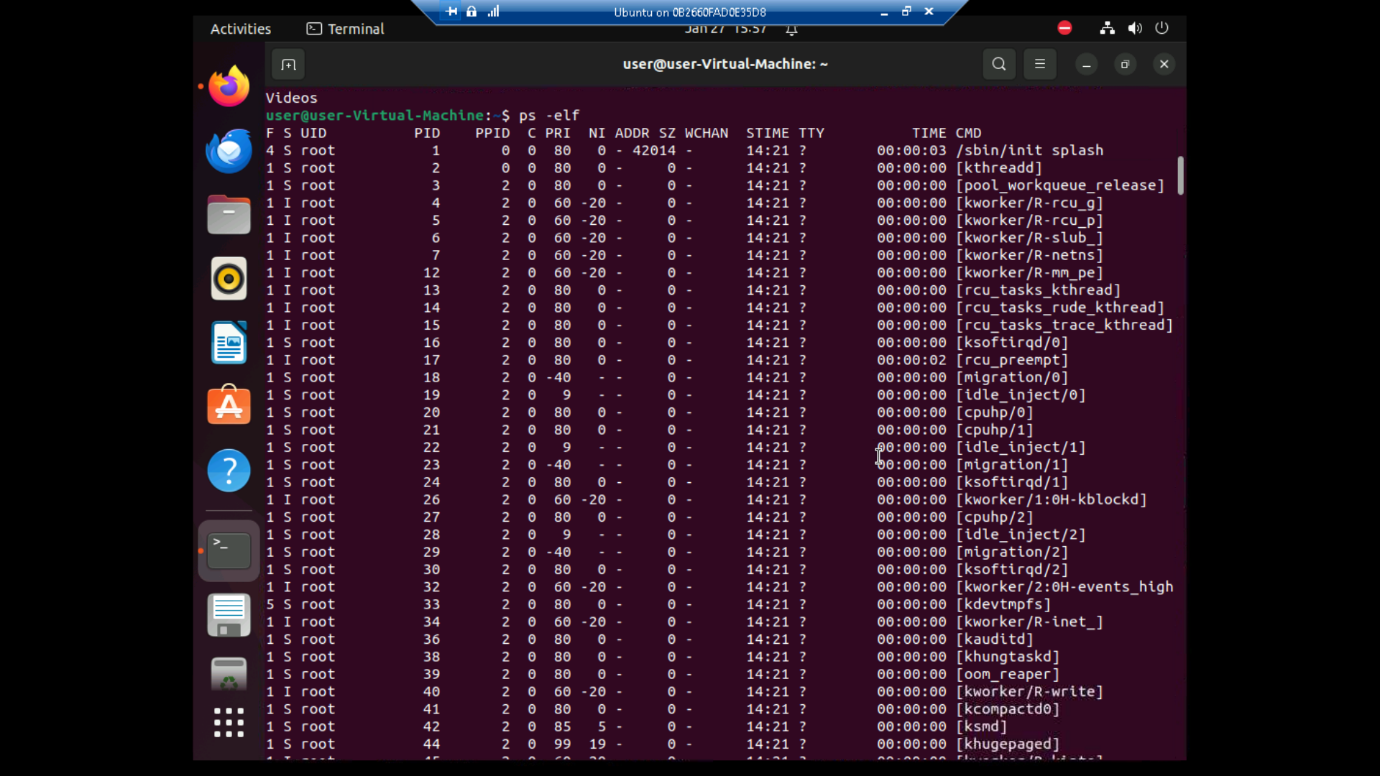 Ubuntu on 0B2660FAD0E35D8
Activities
Terminal
Jan 27 15:57
user@user-Virtual-Machine: ~
Videos
user@user-Virtual-Machine:~$ ps -elf
F S UID PID PPID C PRI NI ADDR SZ WCHAN STIME TTY TIME CMD
4 S root 1 0 0 80 0 - 42014 - 14:21 ? 00:00:03 /sbin/init splash
1 S root 2 0 0 80 0 - 0 - 14:21 ? 00:00:00 [kthreadd]
1 S root 3 2 0 80 0 - 0 - 14:21 ? 00:00:00 [pool_workqueue_release]
1 I root 4 2 0 60 -20 - 0 - 14:21 ? 00:00:00 [kworker/R-rcu_g]
1 I root 5 2 0 60 -20 - 0 - 14:21 ? 00:00:00 [kworker/R-rcu_p]
1 I root 6 2 0 60 -20 - 0 - 14:21 ? 00:00:00 [kworker/R-slub_]
1 I root 7 2 0 60 -20 - 0 - 14:21 ? 00:00:00 [kworker/R-netns]
1 I root 12 2 0 60 -20 - 0 - 14:21 ? 00:00:00 [kworker/R-mm_pe]
1 I root 13 2 0 80 0 - 0 - 14:21 ? 00:00:00 [rcu_tasks_kthread]
1 I root 14 2 0 80 0 - 0 - 14:21 ? 00:00:00 [rcu_tasks_rude_kthread]
1 I root 15 2 0 80 0 - 0 - 14:21 ? 00:00:00 [rcu_tasks_trace_kthread]
1 S root 16 2 0 80 0 - 0 - 14:21 ? 00:00:00 [ksoftirqd/0]
1 I root 17 2 0 80 0 - 0 - 14:21 ? 00:00:02 [rcu_preempt]
1 S root 18 2 0 -40 - - 0 - 14:21 ? 00:00:00 [migration/0]
1 S root 19 2 0 9 - - 0 - 14:21 ? 00:00:00 [idle_inject/0]
1 S root 20 2 0 80 0 - 0 - 14:21 ? 00:00:00 [cpuhp/0]
1 S root 21 2 0 80 0 - 0 - 14:21 ? 00:00:00 [cpuhp/1]
1 S root 22 2 0 9 - - 0 - 14:21 ? 00:00:00 [idle_inject/1]
1 S root 23 2 0 -40 - - 0 - 14:21 ? 00:00:00 [migration/1]
1 S root 24 2 0 80 0 - 0 - 14:21 ? 00:00:00 [ksoftirqd/1]
1 I root 26 2 0 60 -20 - 0 - 14:21 ? 00:00:00 [kworker/1:0H-kblockd]
1 S root 27 2 0 80 0 - 0 - 14:21 ? 00:00:00 [cpuhp/2]
1 S root 28 2 0 9 - - 0 - 14:21 ? 00:00:00 [idle_inject/2]
1 S root 29 2 0 -40 - - 0 - 14:21 ? 00:00:00 [migration/2]
1 S root 30 2 0 80 0 - 0 - 14:21 ? 00:00:00 [ksoftirqd/2]
1 I root 32 2 0 60 -20 - 0 - 14:21 ? 00:00:00 [kworker/2:0H-events_high
5 S root 33 2 0 80 0 - 0 - 14:21 ? 00:00:00 [kdevtmpfs]
1 I root 34 2 0 60 -20 - 0 - 14:21 ? 00:00:00 [kworker/R-inet_]
1 S root 36 2 0 80 0 - 0 - 14:21 ? 00:00:00 [kauditd]
1 S root 38 2 0 80 0 - 0 - 14:21 ? 00:00:00 [khungtaskd]
1 S root 39 2 0 80 0 - 0 - 14:21 ? 00:00:00 [oom_reaper]
1 I root 40 2 0 60 -20 - 0 - 14:21 ? 00:00:00 [kworker/R-write]
1 S root 41 2 0 80 0 - 0 - 14:21 ? 00:00:00 [kcompactd0]
1 S root 42 2 0 85 5 - 0 - 14:21 ? 00:00:00 [ksmd]
1 S root 44 2 0 99 19 - 0 - 14:21 ? 00:00:00 [khugepaged]